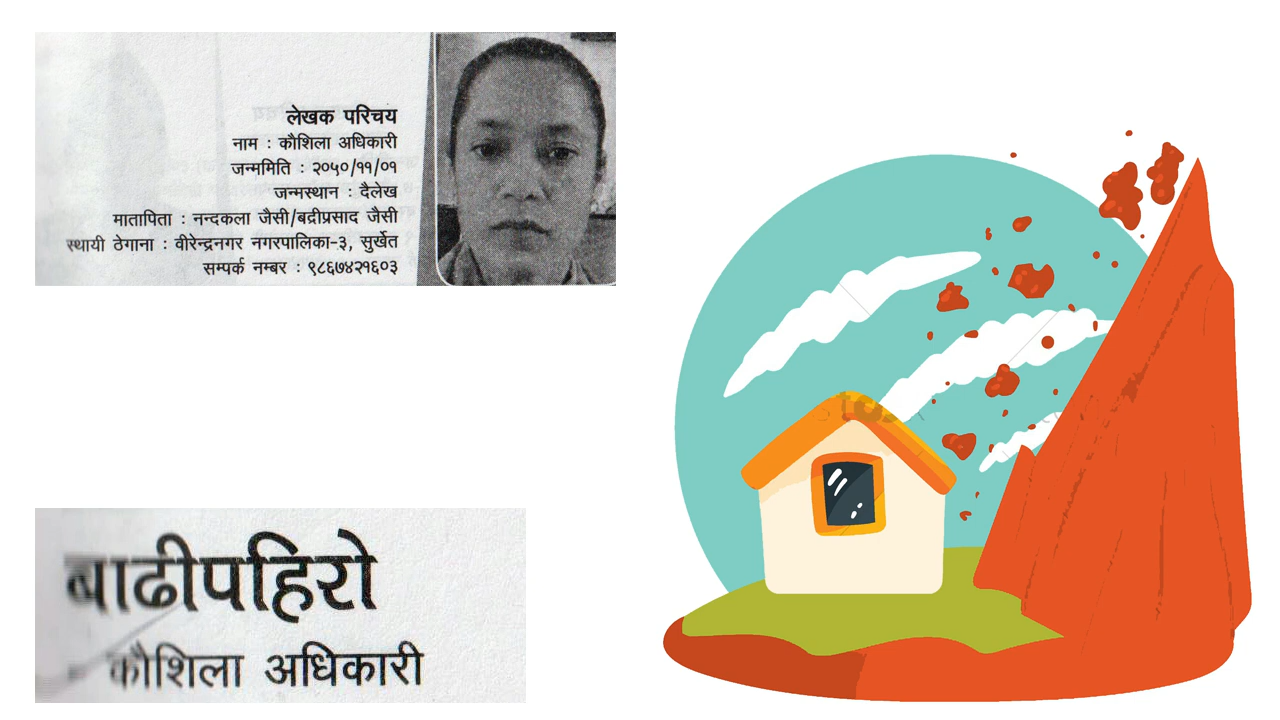 लेखक परिचय
नाम : कौशिला अधिकारी
जन्ममिति : २०५०/११/०१
जन्मस्थान : दैलेख
मातापिता : नन्दकला जैसी/बद्रीप्रसाद जैसी
स्थायी ठेगाना : वीरेन्द्रनगर नगरपालिका-३, सुर्खेत
सम्पर्क नम्बर : ९८६७४२१६०३
बाढीपहिरो
कौशिला अधिकारी